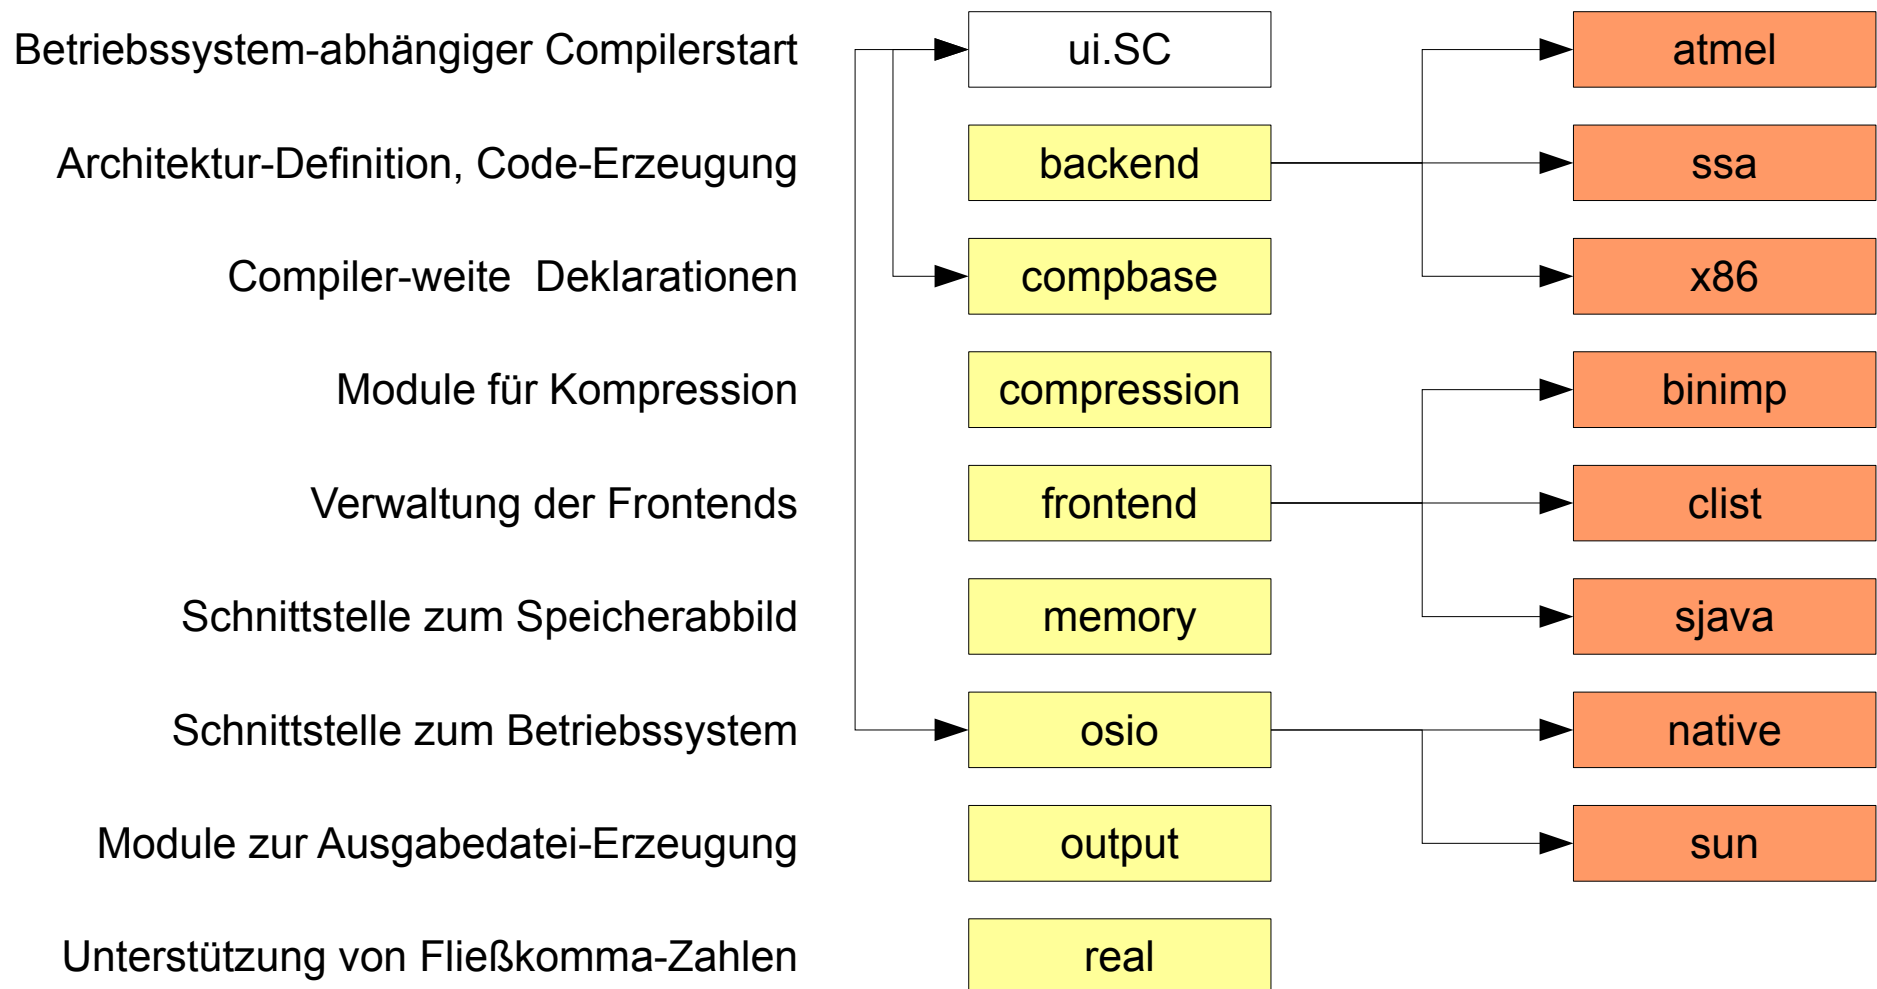 Betriebssystem-abhängiger Compilerstart ui.SC atmel
Architektur-Definition, Code-Erzeugung backend ssa
Compiler-weite Deklarationen compbase x86
Module für Kompression compression binimp
Verwaltung der Frontends frontend clist
Schnittstelle zum Speicherabbild memory sjava
Schnittstelle zum Betriebssystem osio native
Module zur Ausgabedatei-Erzeugung output sun
Unterstützung von Fließkomma-Zahlen real